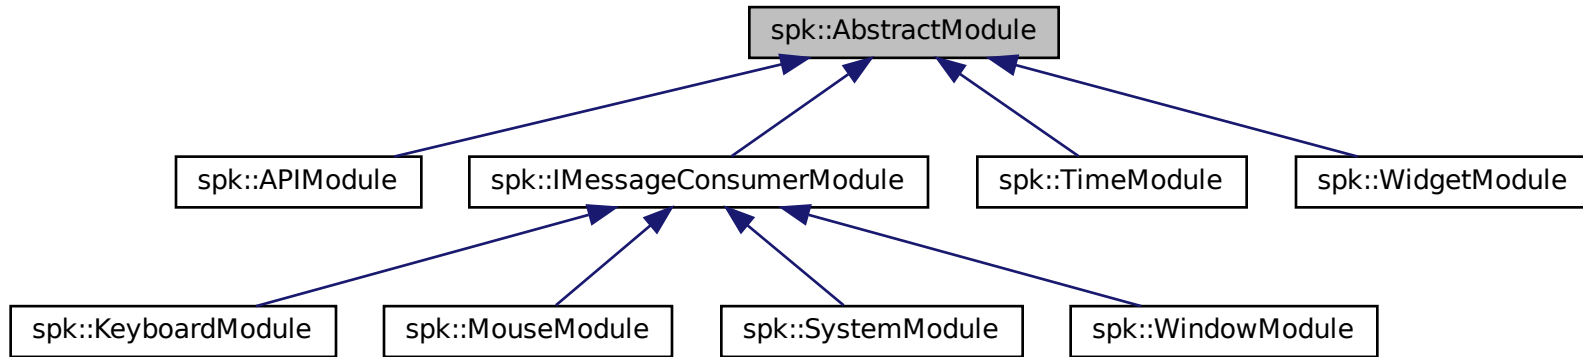 spk::AbstractModule
spk::APIModule
spk::IMessageConsumerModule
spk::TimeModule
spk::WidgetModule
spk::KeyboardModule
spk::MouseModule
spk::SystemModule
spk::WindowModule